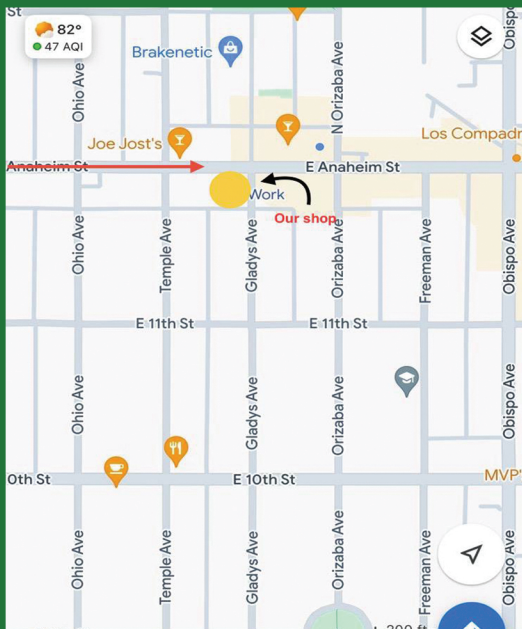 St
82°
47 AQI
Brakenetic
Ohio Ave
N Orizaba Ave
Obispo
Joe Jost's
Los Compadr
Anaheim St
E Anaheim St
Work
Our shop
Ohio Ave
Temple Ave
Gladys Ave
Orizaba Ave
Freeman Ave
Obispo Ave
E 11th St
E 11th St
Ohio Ave
Gladys Ave
Orizaba Ave
Obispo Ave
0th St
E 10th St
MVP'
Ohio Ave
Temple Ave
Gladys Ave
Orizaba Ave
Freeman Ave
Obispo Ave